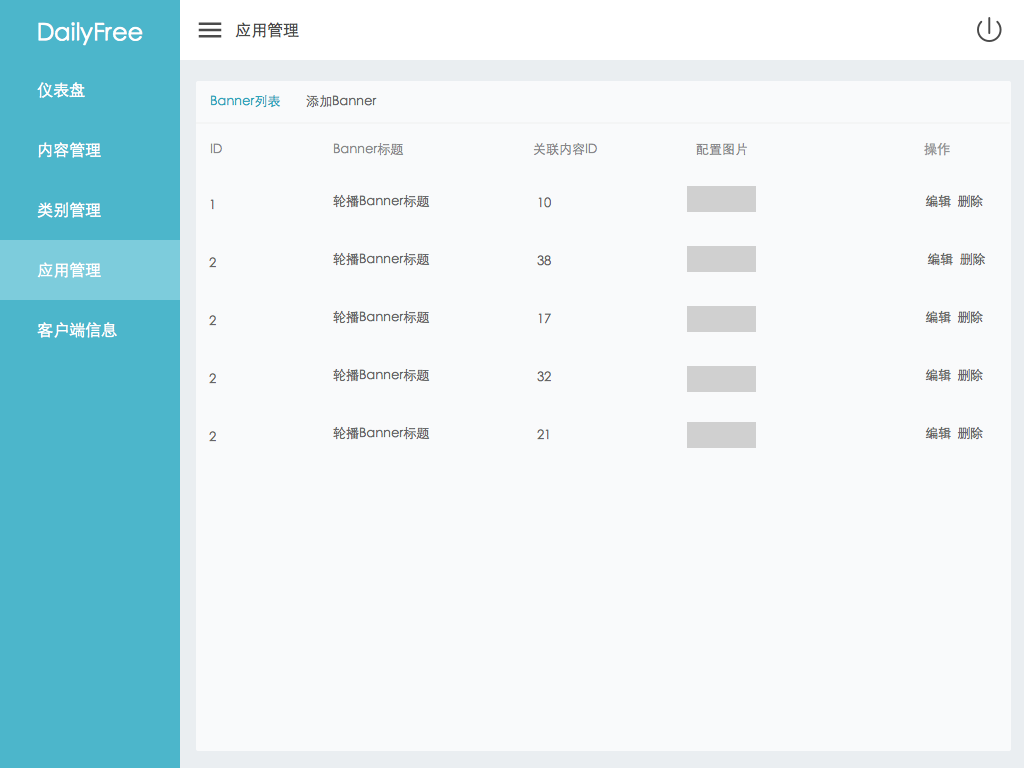 DailyFree
仪表盘
内容管理
类别管理
应用管理
客户端信息
应用管理
Banner列表 添加Banner
ID Banner标题 关联内容ID 配置图片 操作
1 轮播Banner标题 10 编辑 删除
2 轮播Banner标题 38 编辑 删除
2 轮播Banner标题 17 编辑 删除
2 轮播Banner标题 32 编辑 删除
2 轮播Banner标题 21 编辑 删除